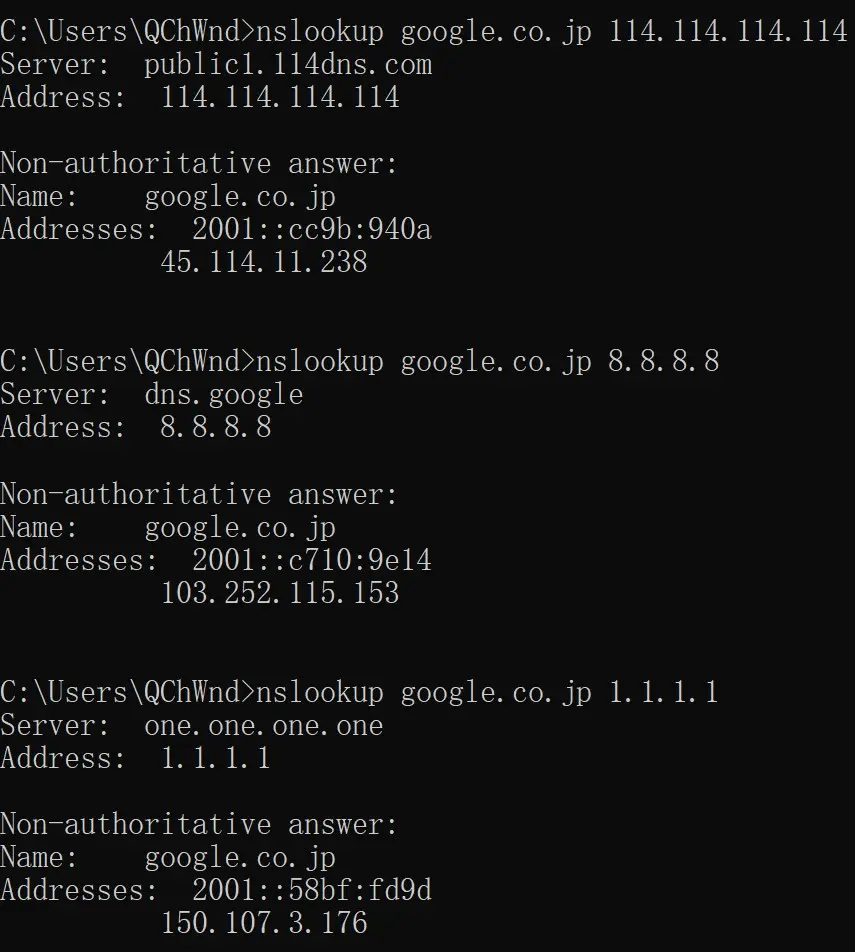 C:\Users\QChWnd>nslookup google.co.jp 114.114.114.114
Server:  public1.114dns.com
Address:  114.114.114.114
Non-authoritative answer:
Name:    google.co.jp
Addresses:  2001::cc9b:940a
          45.114.11.238
C:\Users\QChWnd>nslookup google.co.jp 8.8.8.8
Server:  dns.google
Address:  8.8.8.8
Non-authoritative answer:
Name:    google.co.jp
Addresses:  2001::c710:9e14
          103.252.115.153
C:\Users\QChWnd>nslookup google.co.jp 1.1.1.1
Server:  one.one.one.one
Address:  1.1.1.1
Non-authoritative answer:
Name:    google.co.jp
Addresses:  2001::58bf:fd9d
          150.107.3.176